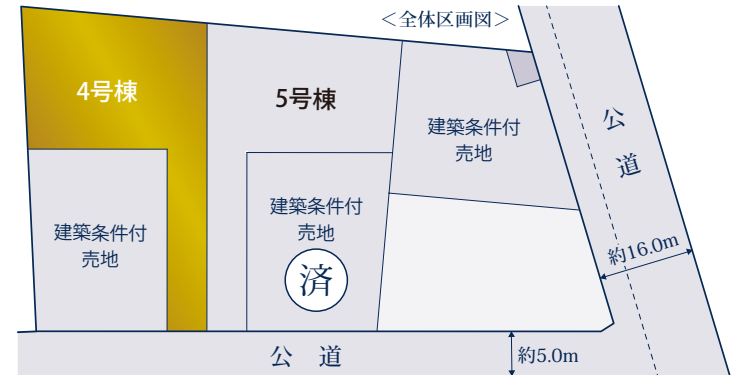 <全体区画図>
4号棟
5号棟
建築条件付
売地
公道
建築条件付
売地
建築条件付
売地
済
約16.0m
公　道
約5.0m